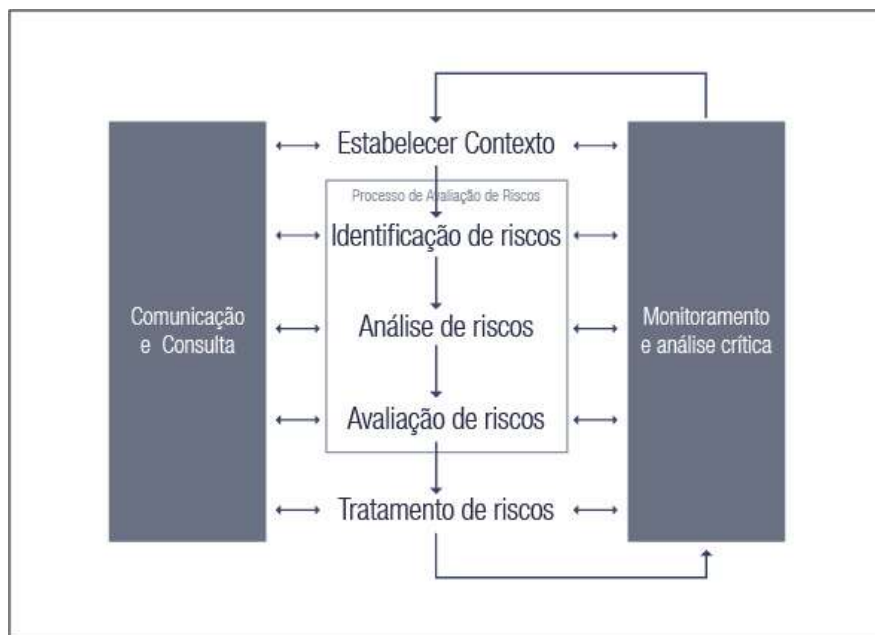 Estabelecer Contexto
Processo de Avaliação de Riscos
Identificação de riscos
Comunicação
e Consulta
Análise de riscos
Monitoramento
e análise crítica
Avaliação de riscos
Tratamento de riscos